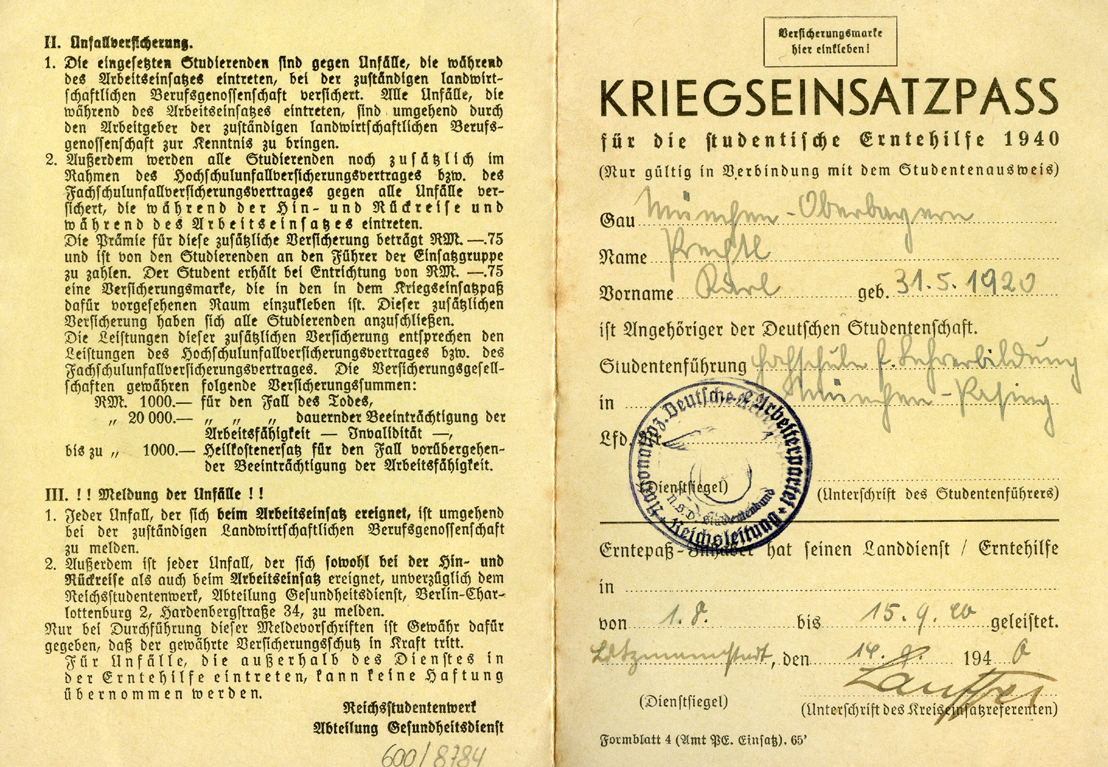 II. Unfallversicherung.
1. Die eingesetzten Studierenden sind gegen Unfälle, die während
des Arbeitseinsatzes eintreten, bei der zuständigen landwirt-
schaftlichen Berufsgenossenschaft versichert. Alle Unfälle, die
während des Arbeitseinsatzes eintreten, sind umgehend durch
den Arbeitgeber der zuständigen landwirtschaftlichen Berufs-
genossenschaft zur Kenntnis zu bringen.
2. Außerdem werden alle Studierenden noch zusätzlich im
Rahmen des Hochschulunfallversicherungsvertrages bzw. des
Fachschulunfallversicherungsvertrages gegen alle Unfälle ver-
sichert, die während der Hin- und Rückreise und
während des Arbeitseinsatzes eintreten.
Die Prämie für diese zusätzliche Versicherung beträgt RM. —.75
und ist von den Studierenden an den Führer der Einsatzgruppe
zu zahlen. Der Student erhält bei Entrichtung von RM. —.75
eine Versicherungsmarke, die in den in dem Kriegseinsatzpaß
dafür vorgesehenen Raum einzukleben ist. Dieser zusätzlichen
Versicherung haben sich alle Studierenden anzuschließen.
Die Leistungen dieser zusätzlichen Versicherung entsprechen den
Leistungen des Hochschulunfallversicherungsvertrages bzw. des
Fachschulunfallversicherungsvertrages. Die Versicherungsgesell-
schaften gewähren folgende Versicherungssummen:
RM. 1000.— für den Fall des Todes,
„ 20 000.— „ „ „ dauernder Beeinträchtigung der
Arbeitsfähigkeit — Invalidität —,
bis zu „ 1000.— Heilkostenersatz für den Fall vorübergehen-
der Beeinträchtigung der Arbeitsfähigkeit.
III. !! Meldung der Unfälle !!
1. Jeder Unfall, der sich beim Arbeitseinsatz ereignet, ist umgehend
bei der zuständigen Landwirtschaftlichen Berufsgenossenschaft
zu melden.
2. Außerdem ist jeder Unfall, der sich sowohl bei der Hin- und
Rückreise als auch beim Arbeitseinsatz ereignet, unverzüglich dem
Reichsstudentenwerk, Abteilung Gesundheitsdienst, Berlin-Char-
lottenburg 2, Hardenbergstraße 34, zu melden.
Nur bei Durchführung dieser Meldevorschriften ist Gewähr dafür
gegeben, daß der gewährte Versicherungsschutz in Kraft tritt.
Für Unfälle, die außerhalb des Dienstes in
der Erntehilfe eintreten, kann keine Haftung
übernommen werden.
Reichsstudentenwerk
Abteilung Gesundheitsdienst
600/8784
Versicherungsmarke
hier einkleben!
KRIEGSEINSATZPASS
für die studentische Erntehilfe 1940
(Nur gültig in Verbindung mit dem Studentenausweis)
Gau München-Oberbayern
Name Prechtl
Vorname Karl geb. 31.5.1920
ist Angehöriger der Deutschen Studentenschaft.
Studentenführung Hochschule f. Lehrerbildung
in München-Pasing
Lfd.
Nationalsoz. Deutsche Arbeiterpartei
N.S.D. Studentenbund
Reichsleitung
(Dienstsiegel) (Unterschrift des Studentenführers)
Erntepaß-Inhaber hat seinen Landdienst / Erntehilfe
in
von 1.8. bis 15.9.40 geleistet.
Litzmannstadt, den 14.9. 1940
(Dienstsiegel) (Unterschrift des Kreiseinsatzreferenten)
Formblatt 4 (Amt PE. Einsatz). 65'